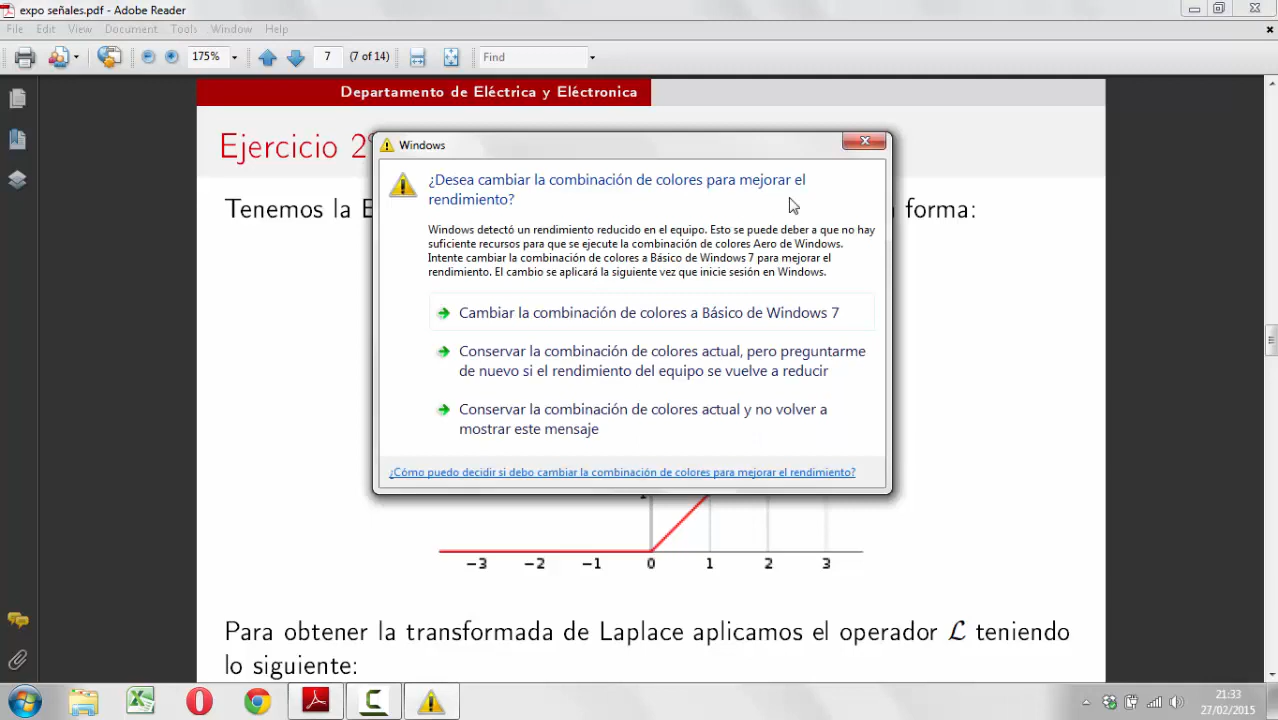 expo señales.pdf - Adobe Reader
File Edit View Document Tools Window Help
175% 7 (7 of 14) Find
Departamento de Eléctrica y Eléctronica
Ejercicio 2
Tenemos la E
forma:
Windows
¿Desea cambiar la combinación de colores para mejorar el
rendimiento?
Windows detectó un rendimiento reducido en el equipo. Esto se puede deber a que no hay
suficiente recursos para que se ejecute la combinación de colores Aero de Windows.
Intente cambiar la combinación de colores a Básico de Windows 7 para mejorar el
rendimiento. El cambio se aplicará la siguiente vez que inicie sesión en Windows.
Cambiar la combinación de colores a Básico de Windows 7
Conservar la combinación de colores actual, pero preguntarme
de nuevo si el rendimiento del equipo se vuelve a reducir
Conservar la combinación de colores actual y no volver a
mostrar este mensaje
¿Cómo puedo decidir si debo cambiar la combinación de colores para mejorar el rendimiento?
−3 −2 −1 0 1 2 3
Para obtener la transformada de Laplace aplicamos el operador ℒ teniendo
lo siguiente:
21:33
27/02/2015